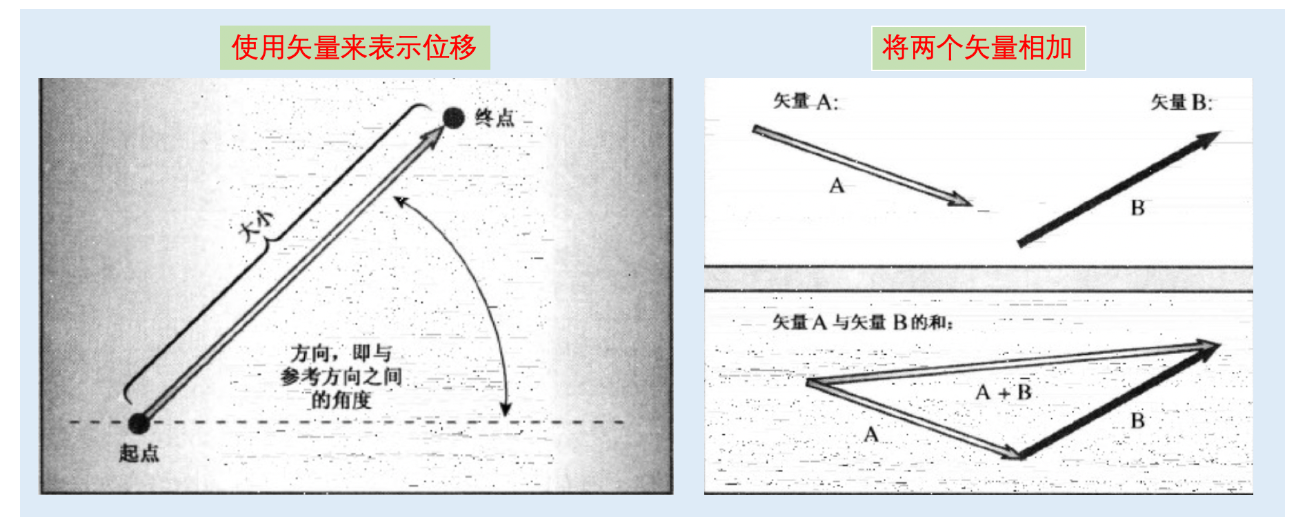 使用矢量来表示位移
终点
大小
方向，即与
参考方向之间
的角度
起点
将两个矢量相加
矢量 A:
矢量 B:
A
B
矢量 A 与矢量 B 的和:
A + B
A
B